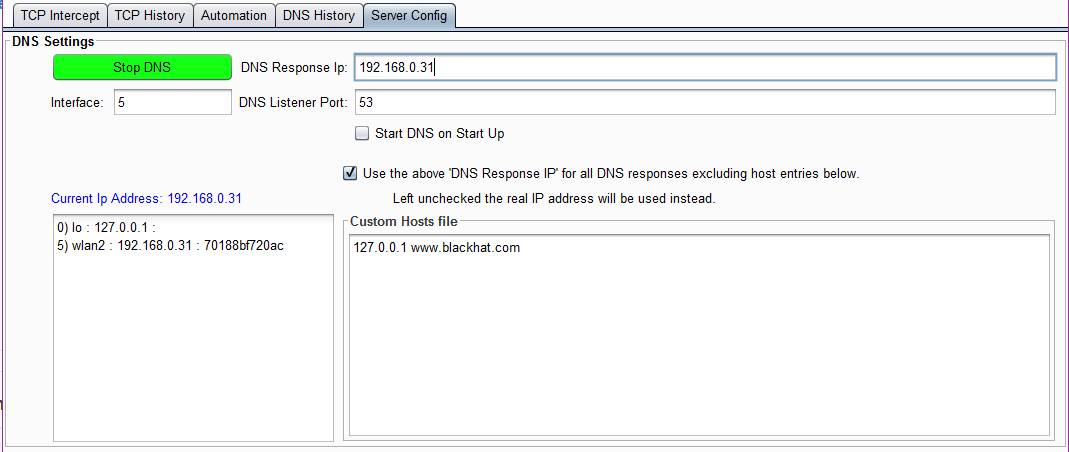 TCP Intercept TCP History Automation DNS History Server Config
DNS Settings
Stop DNS DNS Response Ip: 192.168.0.31
Interface: 5 DNS Listener Port: 53
Start DNS on Start Up
Use the above 'DNS Response IP' for all DNS responses excluding host entries below.
Current Ip Address: 192.168.0.31 Left unchecked the real IP address will be used instead.
0) lo : 127.0.0.1 :
5) wlan2 : 192.168.0.31 : 70188bf720ac
Custom Hosts file
127.0.0.1 www.blackhat.com